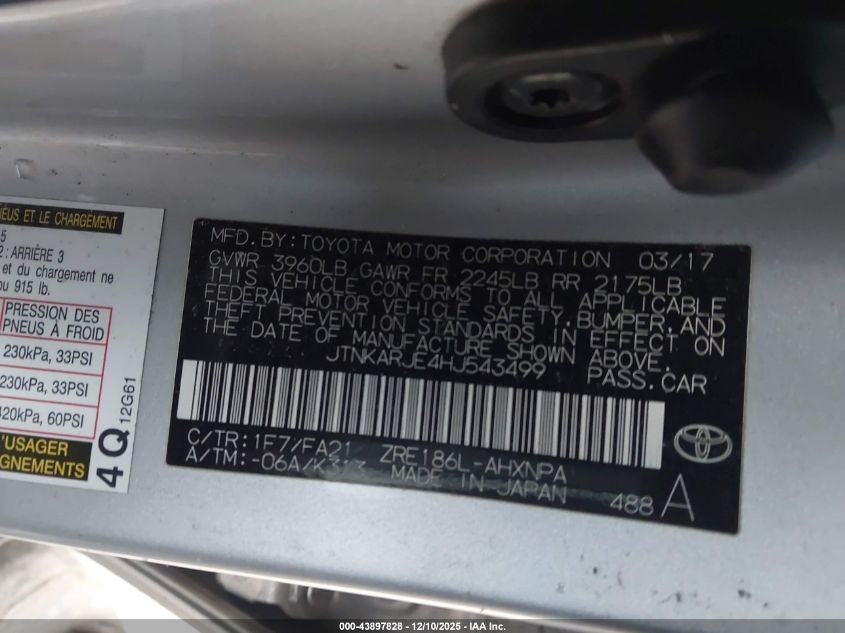 NEUS ET LE CHARGEMENT
5
2: ARRIÈRE 3
et du chargement ne
ou 915 lb.
PRESSION DES
PNEUS À FROID
230kPa, 33PSI
230kPa, 33PSI
420kPa, 60PSI
'USAGER
GNEMENTS
4Q
12G61
MFD. BY: TOYOTA MOTOR CORPORATION 03/17
GVWR 3960LB GAWR FR 2245LB RR 2175LB
THIS VEHICLE CONFORMS TO ALL APPLICABLE
FEDERAL MOTOR VEHICLE SAFETY, BUMPER, AND
THEFT PREVENTION STANDARDS IN EFFECT ON
THE DATE OF MANUFACTURE SHOWN ABOVE.
JTNKARJE4HJ543499 PASS. CAR
C/TR: 1F7/FA21 ZRE186L-AHXNPA
A/TM: -06A/K313 MADE IN JAPAN
488 A
000-43897828 - 12/10/2025 - IAA Inc.